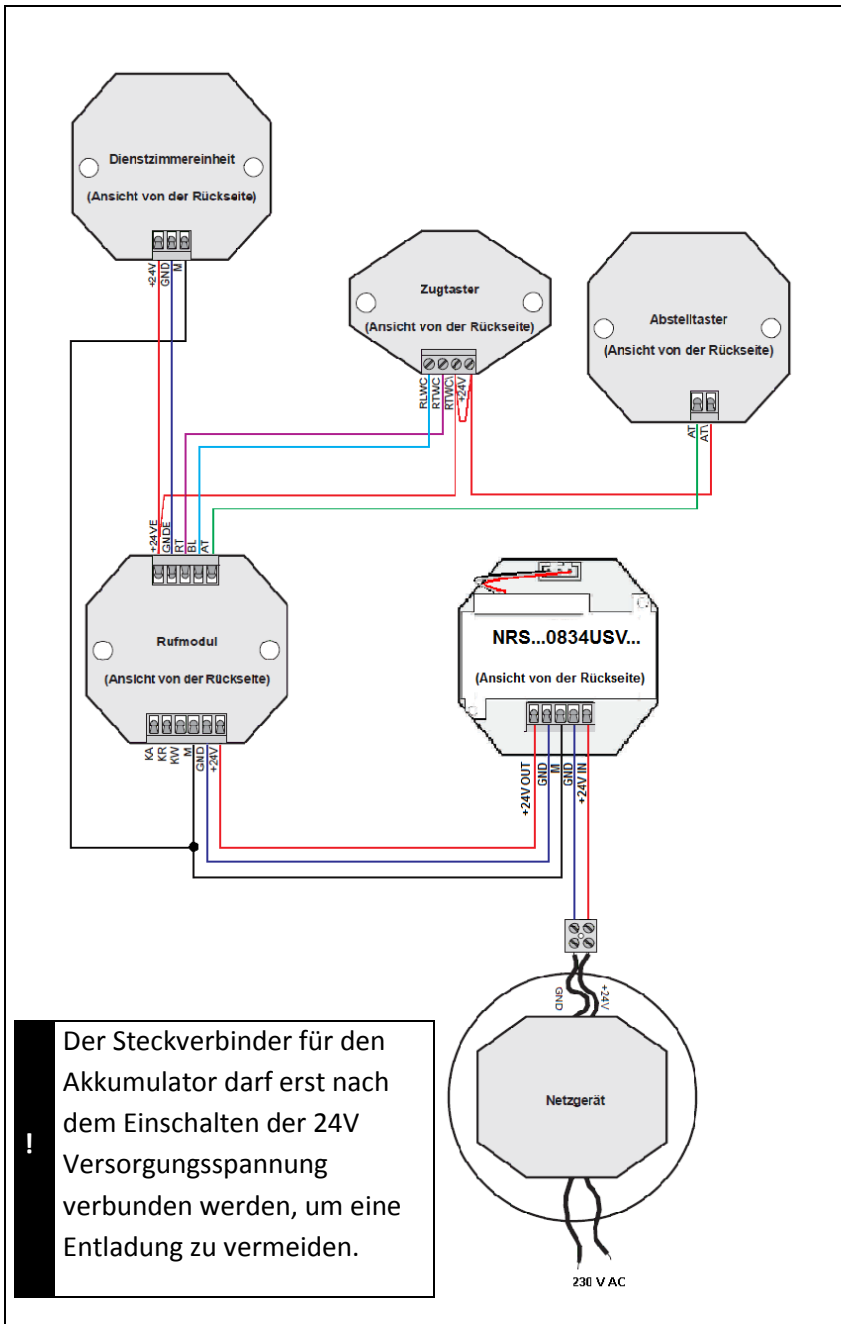 Dienstzimmereinheit
(Ansicht von der Rückseite)
+24V
GND
M
Zugtaster
(Ansicht von der Rückseite)
RLWC
RTWC
RTWC\
+24V
Abstelltaster
(Ansicht von der Rückseite)
AT
AT\
+24VE
GNDE
RT
BL
AT
Rufmodul
(Ansicht von der Rückseite)
KA
KR
KW
M
GND
+24V
NRS...0834USV...
(Ansicht von der Rückseite)
+24V OUT
GND
M
GND
+24V IN
GND
+24V
Netzgerät
230 V AC
!
Der Steckverbinder für den
Akkumulator darf erst nach
dem Einschalten der 24V
Versorgungsspannung
verbunden werden, um eine
Entladung zu vermeiden.